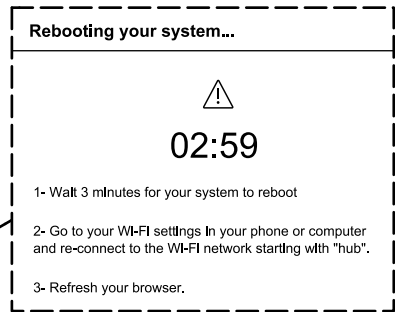 Rebooting your system...
02:59
1- Wait 3 minutes for your system to reboot
2- Go to your Wi-Fi settings in your phone or computer
and re-connect to the Wi-Fi network starting with "hub".
3- Refresh your browser.